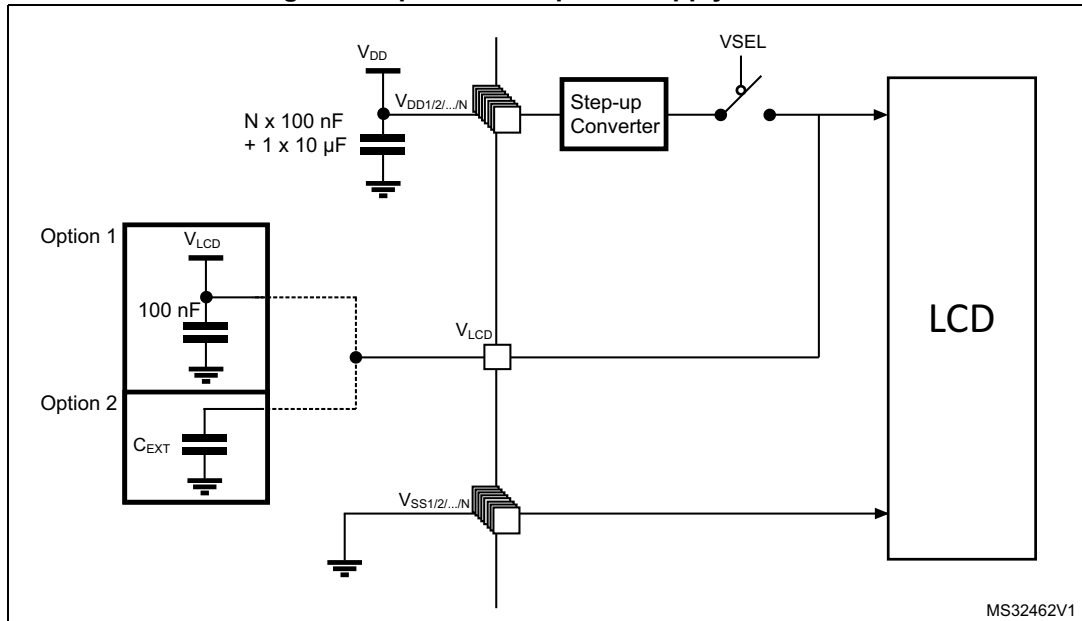 VSEL
VDD
VDD1/2/.../N
Step-up
Converter
N x 100 nF
+ 1 x 10 µF
Option 1
VLCD
100 nF
LCD
VLCD
Option 2
CEXT
VSS1/2/.../N
MS32462V1